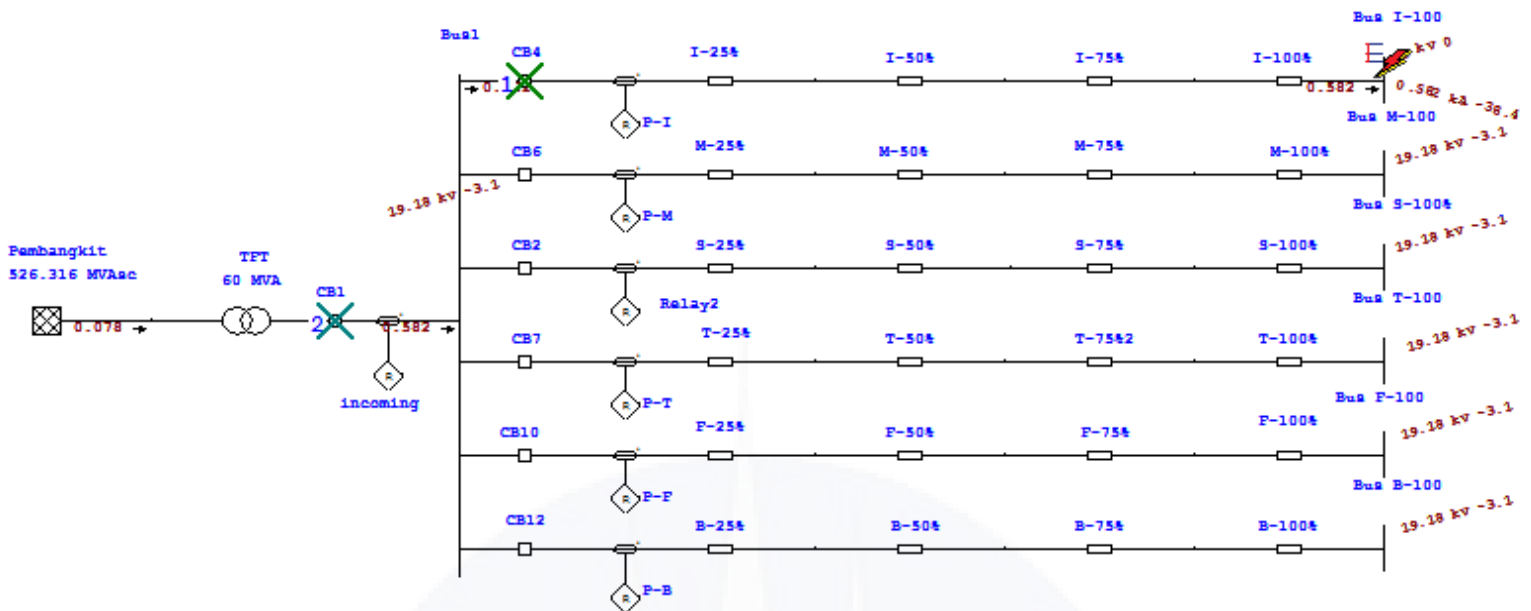 Bus I-100
Bus1
CB4
I-25%
I-50%
I-75%
I-100%
kV 0
1
0.582
0.582 kA -38.4
P-I
R
Bus M-100
CB6
M-25%
M-50%
M-75%
M-100%
19.18 kV -3.1
19.18 kV -3.1
P-M
R
Bus S-100%
CB2
S-25%
S-50%
S-75%
S-100%
19.18 kV -3.1
Pembangkit
526.316 MVAsc
TFT
60 MVA
CB1
2
0.078
0.582
R
incoming
Relay2
R
Bus T-100
CB7
T-25%
T-50%
T-75%2
T-100%
19.18 kV -3.1
P-T
R
Bus F-100
CB10
F-25%
F-50%
F-75%
F-100%
19.18 kV -3.1
P-F
R
Bus B-100
CB12
B-25%
B-50%
B-75%
B-100%
19.18 kV -3.1
P-B
R